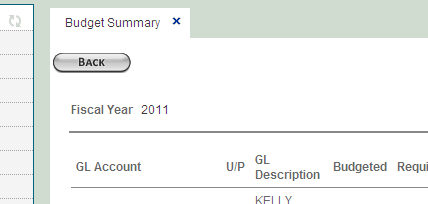 Budget Summary ×
BACK
Fiscal Year 2011
GL Account U/P GL Description Budgeted
KELLY